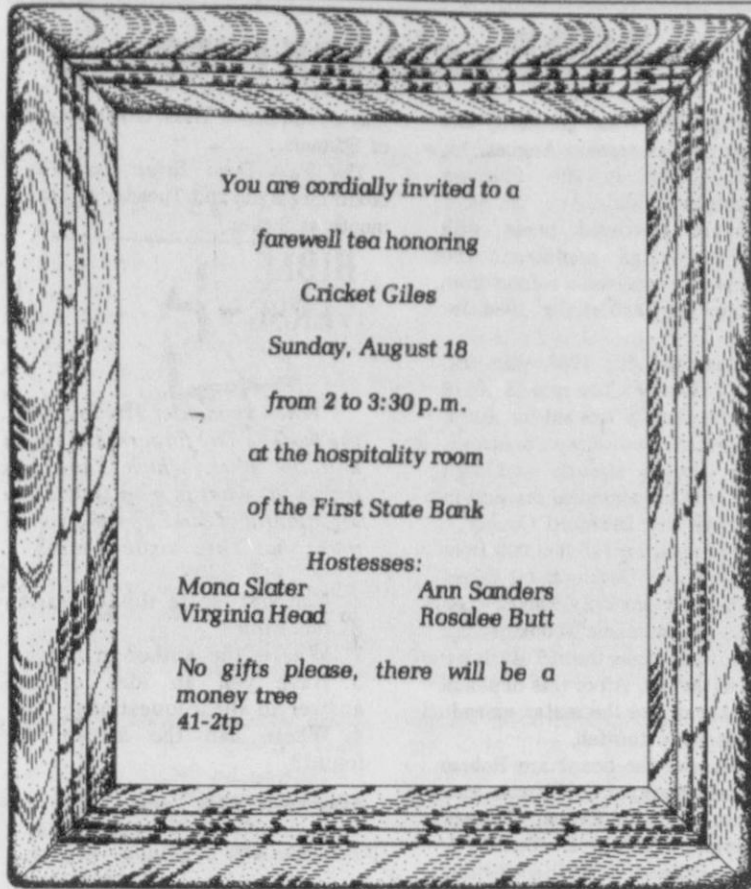 You are cordially invited to a
farewell tea honoring
Cricket Giles
Sunday, August 18
from 2 to 3:30 p.m.
at the hospitality room
of the First State Bank
Hostesses:
Mona Slater Ann Sanders
Virginia Head Rosalee Butt
No gifts please, there will be a
money tree
41-2tp